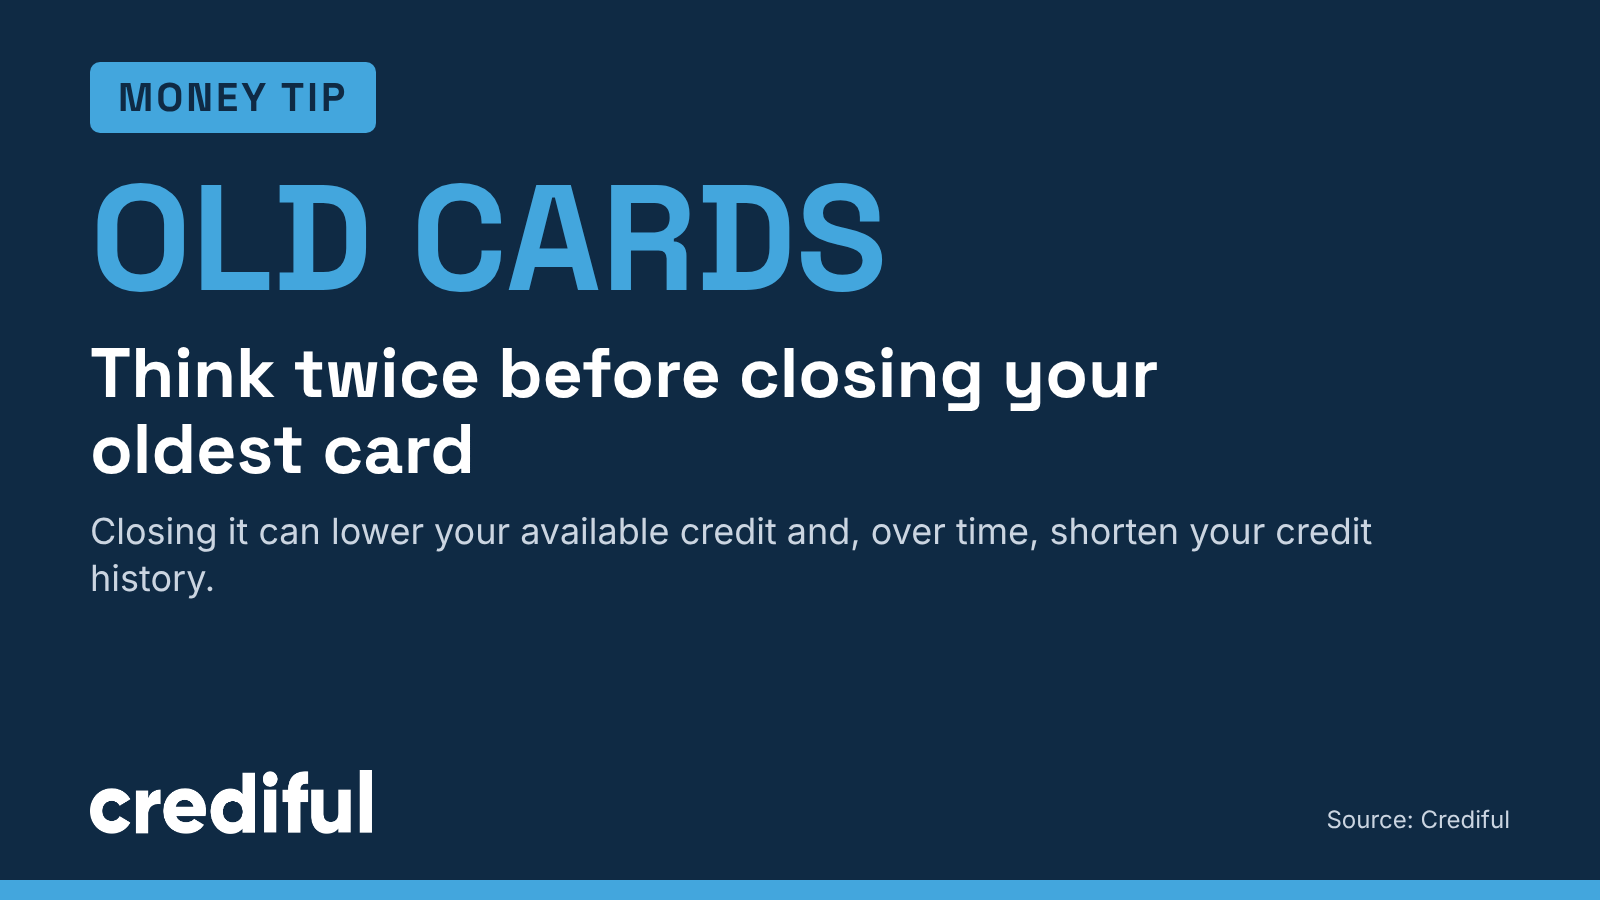 MONEY TIP
OLD CARDS
Think twice before closing your
oldest card
Closing it can lower your available credit and, over time, shorten your credit
history.
crediful
Source: Crediful